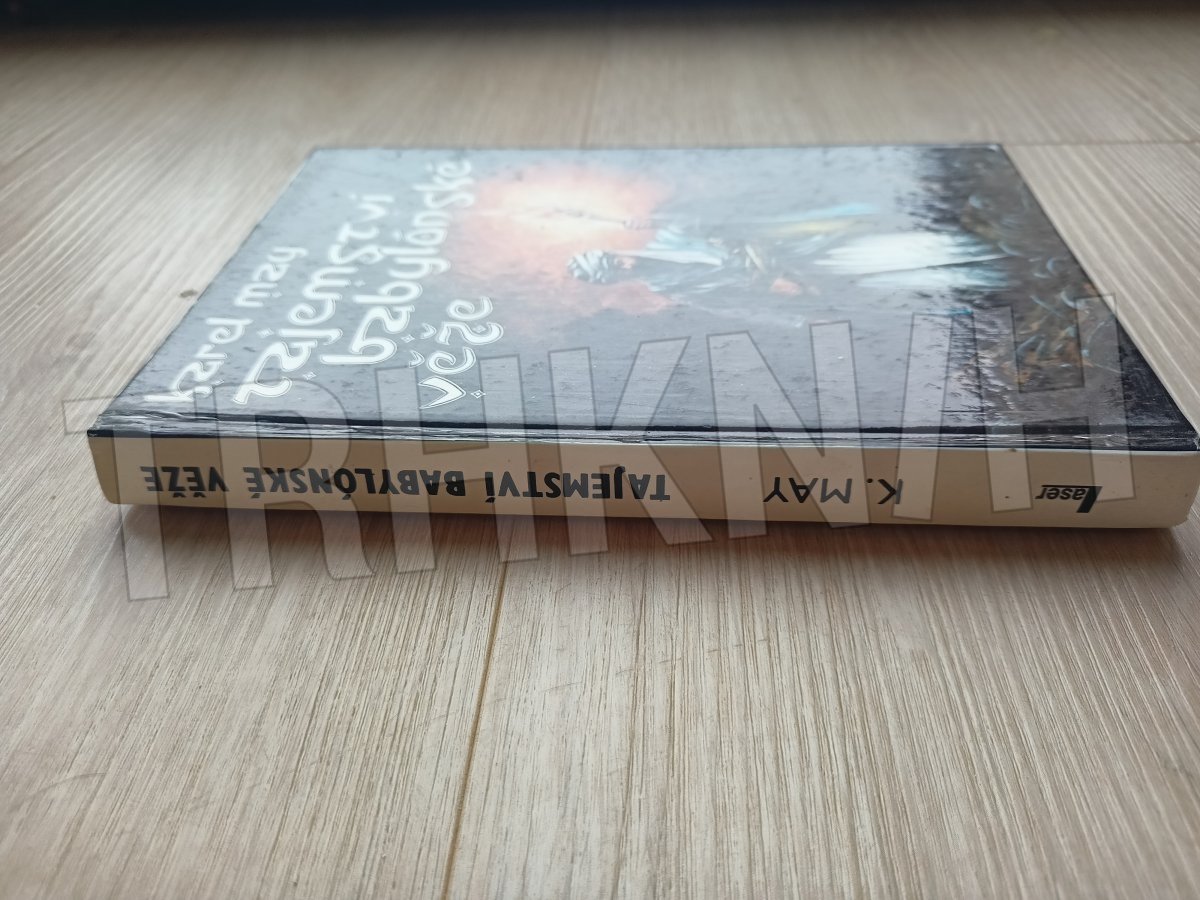 karel may
tajemství
babylónské
věže
TAJEMSTVÍ BABYLÓNSKÉ VĚŽE
K. MAY
Laser
TRHKNIH